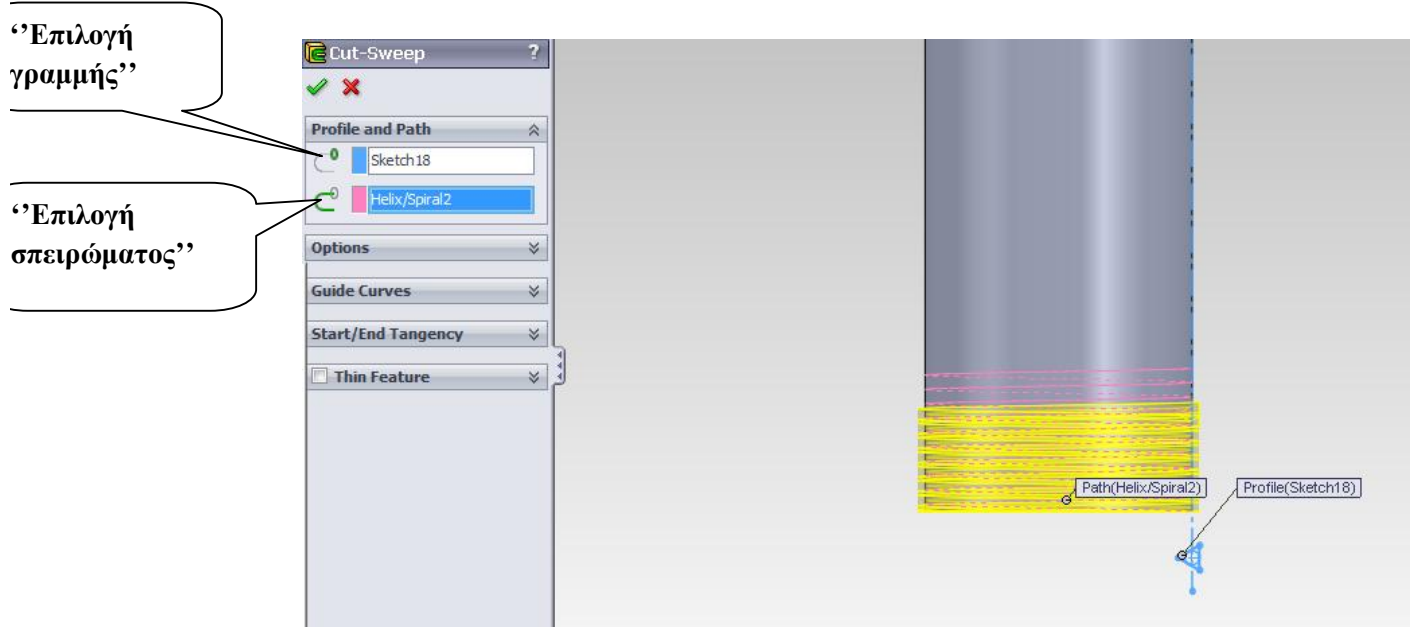 ‘’Επιλογή
γραμμής’’
‘’Επιλογή
σπειρώματος’’
Cut-Sweep ?
Profile and Path
Sketch18
Helix/Spiral2
Options
Guide Curves
Start/End Tangency
Thin Feature
Path(Helix/Spiral2)
Profile(Sketch18)